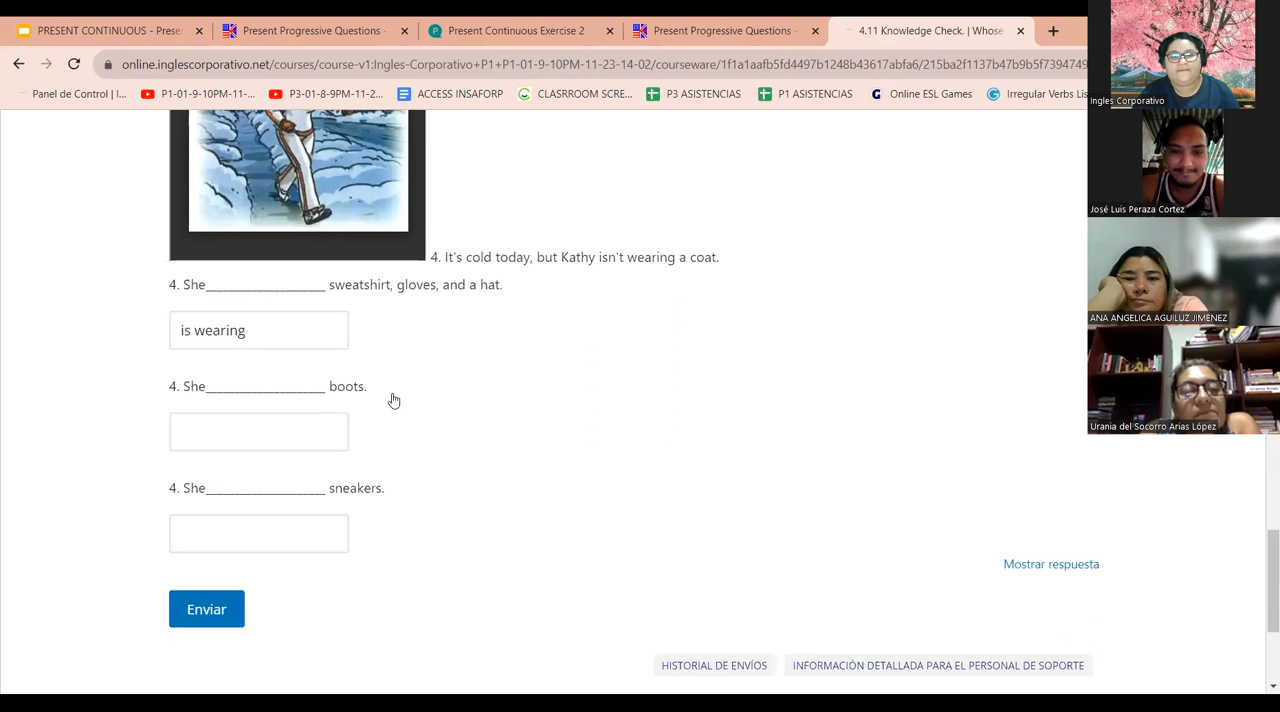 PRESENT CONTINUOUS - Prese
Present Progressive Questions -
Present Continuous Exercise 2
Present Progressive Questions -
4.11 Knowledge Check. | Whose
online.inglescorporativo.net/courses/course-v1:Ingles-Corporativo+P1+P1-01-9-10PM-11-23-14-02/courseware/1f1a1aafb5fd4497b1248b43617abfa6/215ba2f1137b47b9b5f7394749
Panel de Control | I...
P1-01-9-10PM-11-...
P3-01-8-9PM-11-2...
ACCESS INSAFORP
CLASRROOM SCRE...
P3 ASISTENCIAS
P1 ASISTENCIAS
Online ESL Games
Irregular Verbs Lis
Ingles Corporativo
José Luis Peraza Cortez
ANA ANGELICA AGUILUZ JIMENEZ
Urania del Socorro Arias López
4. It's cold today, but Kathy isn't wearing a coat.
4. She____________________ sweatshirt, gloves, and a hat.
is wearing
4. She____________________ boots.
4. She____________________ sneakers.
Mostrar respuesta
Enviar
HISTORIAL DE ENVÍOS
INFORMACIÓN DETALLADA PARA EL PERSONAL DE SOPORTE